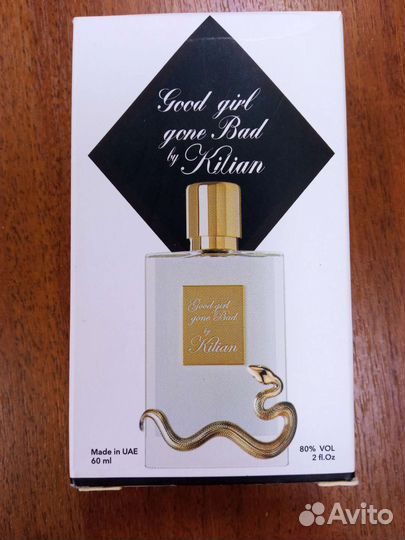 Good girl
gone Bad
by Kilian
Good girl
gone Bad
by
Kilian
Made in UAE
60 ml
80% VOL
2 fl.Oz
Avito